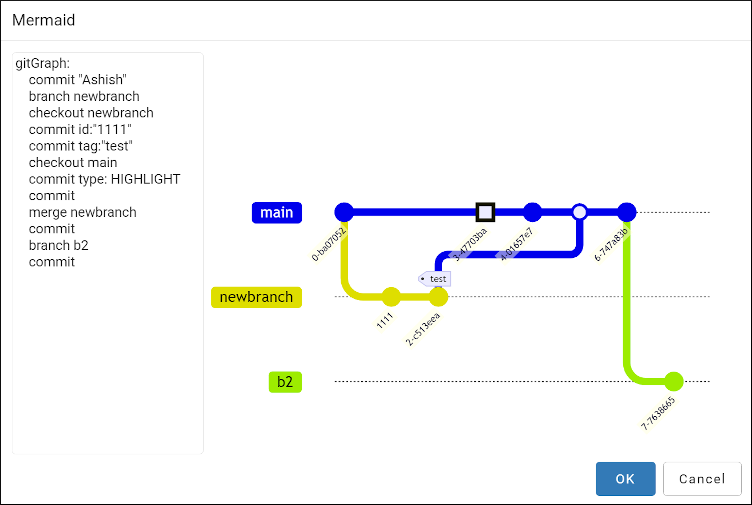 Mermaid
gitGraph:
commit "Ashish"
branch newbranch
checkout newbranch
commit id:"1111"
commit tag:"test"
checkout main
commit type: HIGHLIGHT
commit
merge newbranch
commit
branch b2
commit
main
0-ba07052
3-47703ba
4-01657e7
6-747a83b
test
newbranch
1111
2-c513eea
b2
7-7638665
OK
Cancel